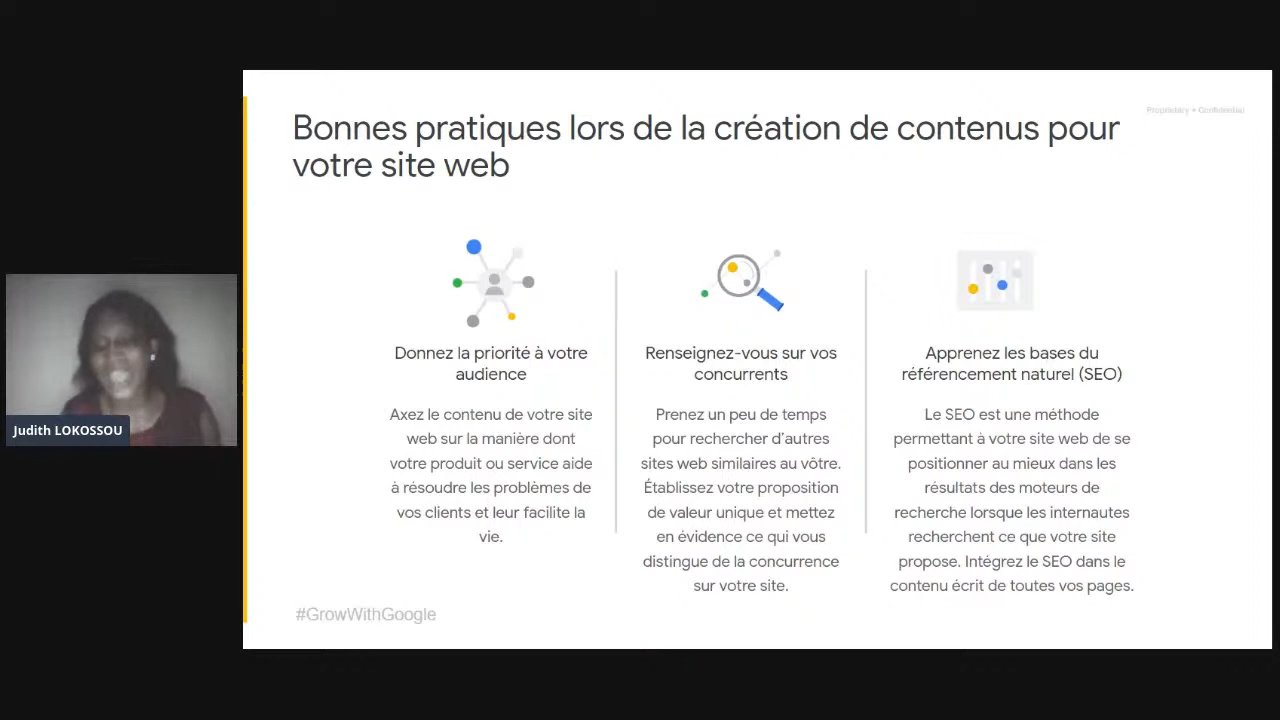 Proprietary + Confidential
Bonnes pratiques lors de la création de contenus pour
votre site web
Donnez la priorité à votre
audience
Axez le contenu de votre site
web sur la manière dont
votre produit ou service aide
à résoudre les problèmes de
vos clients et leur facilite la
vie.
Renseignez-vous sur vos
concurrents
Prenez un peu de temps
pour rechercher d'autres
sites web similaires au vôtre.
Établissez votre proposition
de valeur unique et mettez
en évidence ce qui vous
distingue de la concurrence
sur votre site.
Apprenez les bases du
référencement naturel (SEO)
Le SEO est une méthode
permettant à votre site web de se
positionner au mieux dans les
résultats des moteurs de
recherche lorsque les internautes
recherchent ce que votre site
propose. Intégrez le SEO dans le
contenu écrit de toutes vos pages.
#GrowWithGoogle
Judith LOKOSSOU